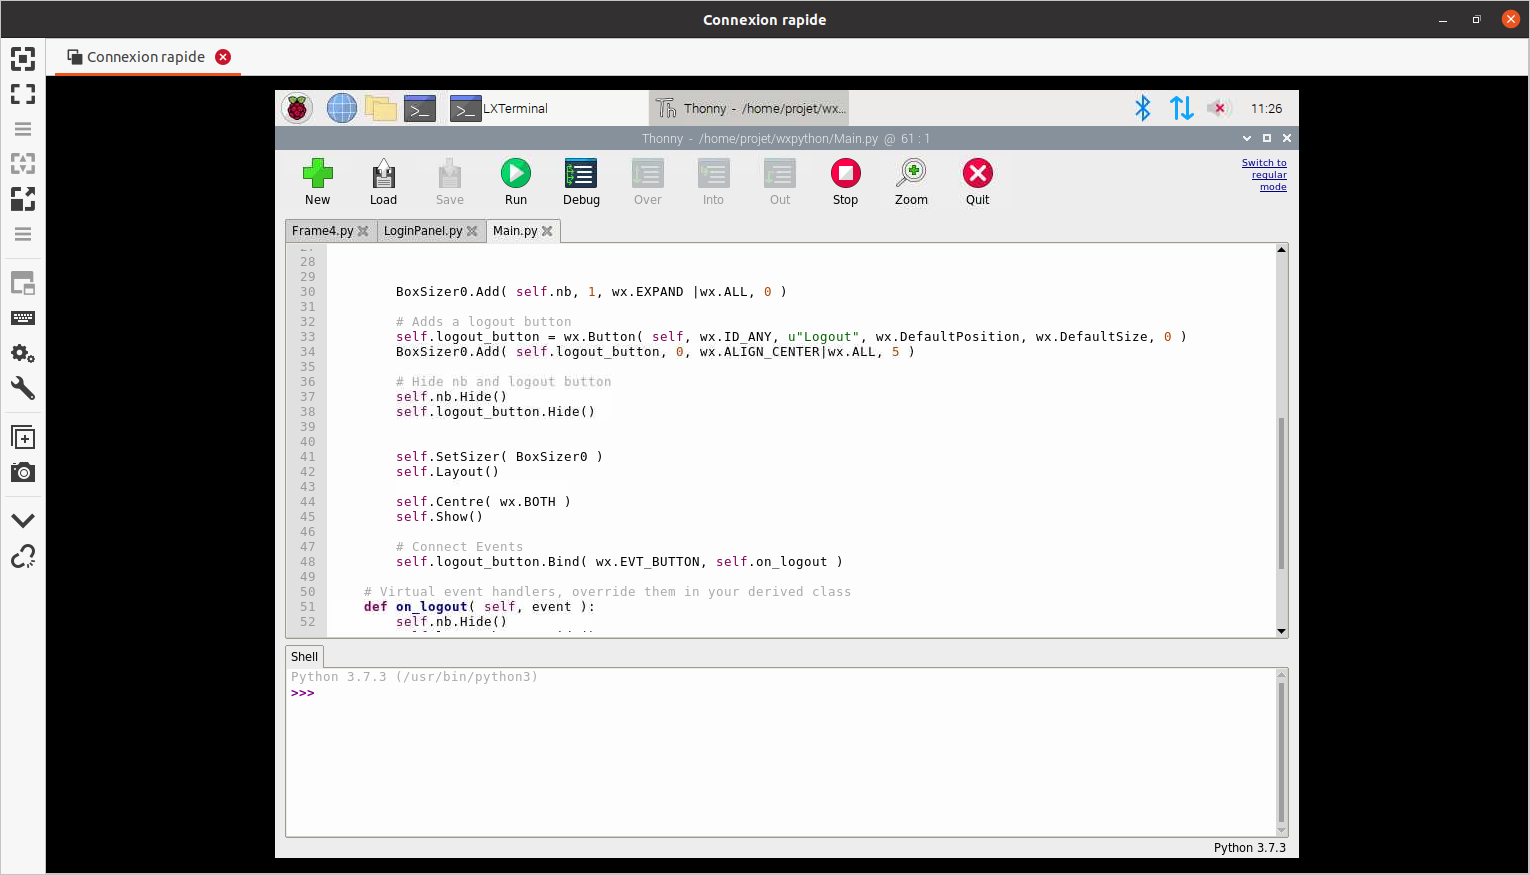 Connexion rapide
Connexion rapide
LXTerminal
Thonny - /home/projet/wx...
11:26
Thonny - /home/projet/wxpython/Main.py @ 61 : 1
New
Load
Save
Run
Debug
Over
Into
Out
Stop
Zoom
Quit
Switch to
regular
mode
Frame4.py
LoginPanel.py
Main.py
28
29
30 BoxSizer0.Add( self.nb, 1, wx.EXPAND |wx.ALL, 0 )
31
32 # Adds a logout button
33 self.logout_button = wx.Button( self, wx.ID_ANY, u"Logout", wx.DefaultPosition, wx.DefaultSize, 0 )
34 BoxSizer0.Add( self.logout_button, 0, wx.ALIGN_CENTER|wx.ALL, 5 )
35
36 # Hide nb and logout button
37 self.nb.Hide()
38 self.logout_button.Hide()
39
40
41 self.SetSizer( BoxSizer0 )
42 self.Layout()
43
44 self.Centre( wx.BOTH )
45 self.Show()
46
47 # Connect Events
48 self.logout_button.Bind( wx.EVT_BUTTON, self.on_logout )
49
50 # Virtual event handlers, override them in your derived class
51 def on_logout( self, event ):
52 self.nb.Hide()
Shell
Python 3.7.3 (/usr/bin/python3)
>>>
Python 3.7.3